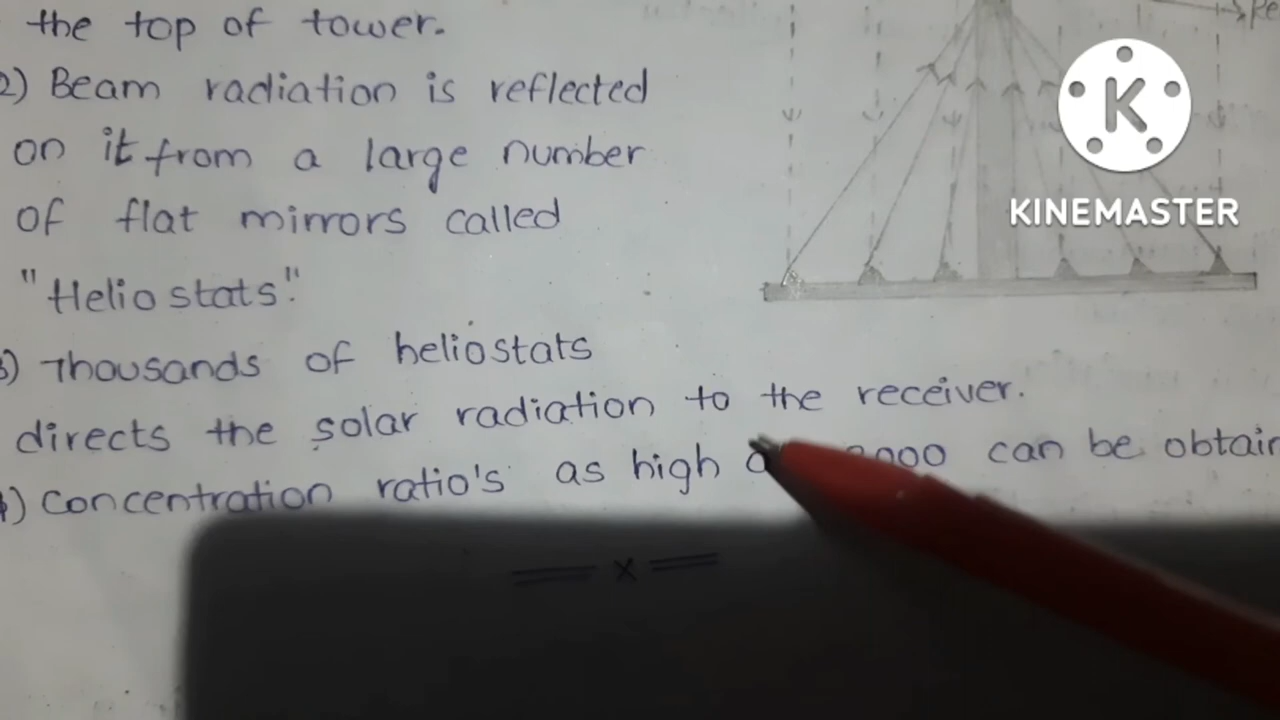 the top of tower.
2) Beam radiation is reflected
on it from a large number
of flat mirrors called
"Heliostats".
3) Thousands of heliostats
directs the solar radiation to the receiver.
4) Concentration ratio's as high can be obtain
x
Re
K
KINEMASTER